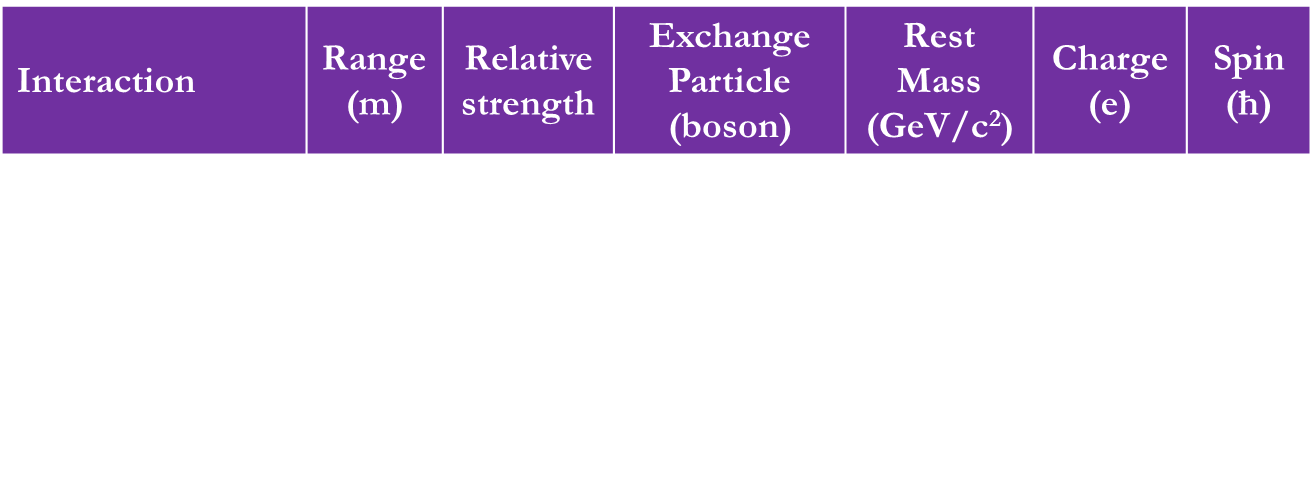 Interaction
Range
(m)
Relative
strength
Exchange
Particle
(boson)
Rest
Mass
(GeV/c²)
Charge
(e)
Spin
(ħ)